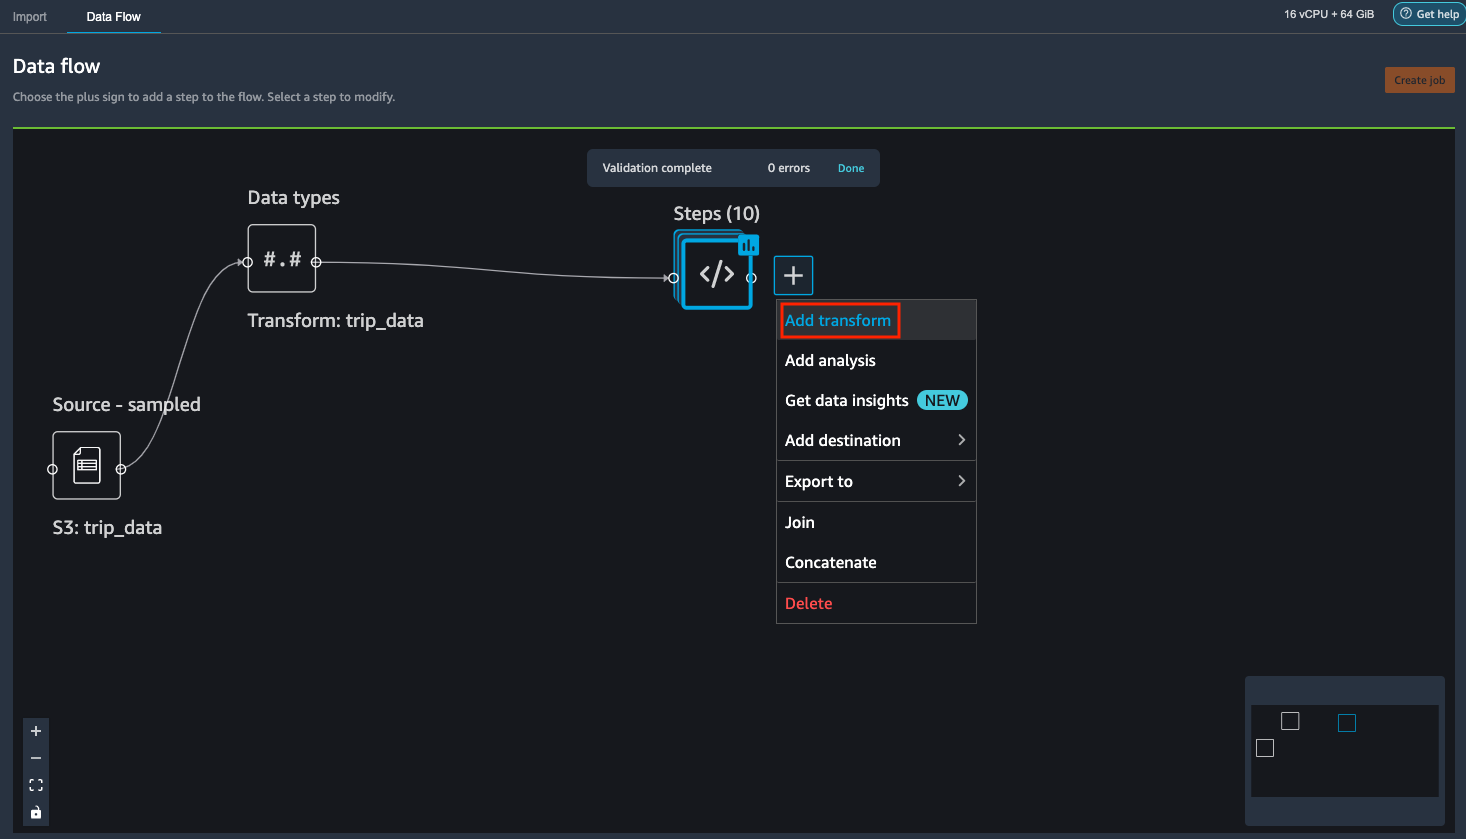 Import
Data Flow
16 vCPU + 64 GiB
Get help
Data flow
Choose the plus sign to add a step to the flow. Select a step to modify.
Create job
Validation complete
0 errors
Done
Data types
#.#
Transform: trip_data
Steps (10)
</>
Add transform
Add analysis
Get data insights NEW
Add destination
Export to
Join
Concatenate
Delete
Source - sampled
S3: trip_data